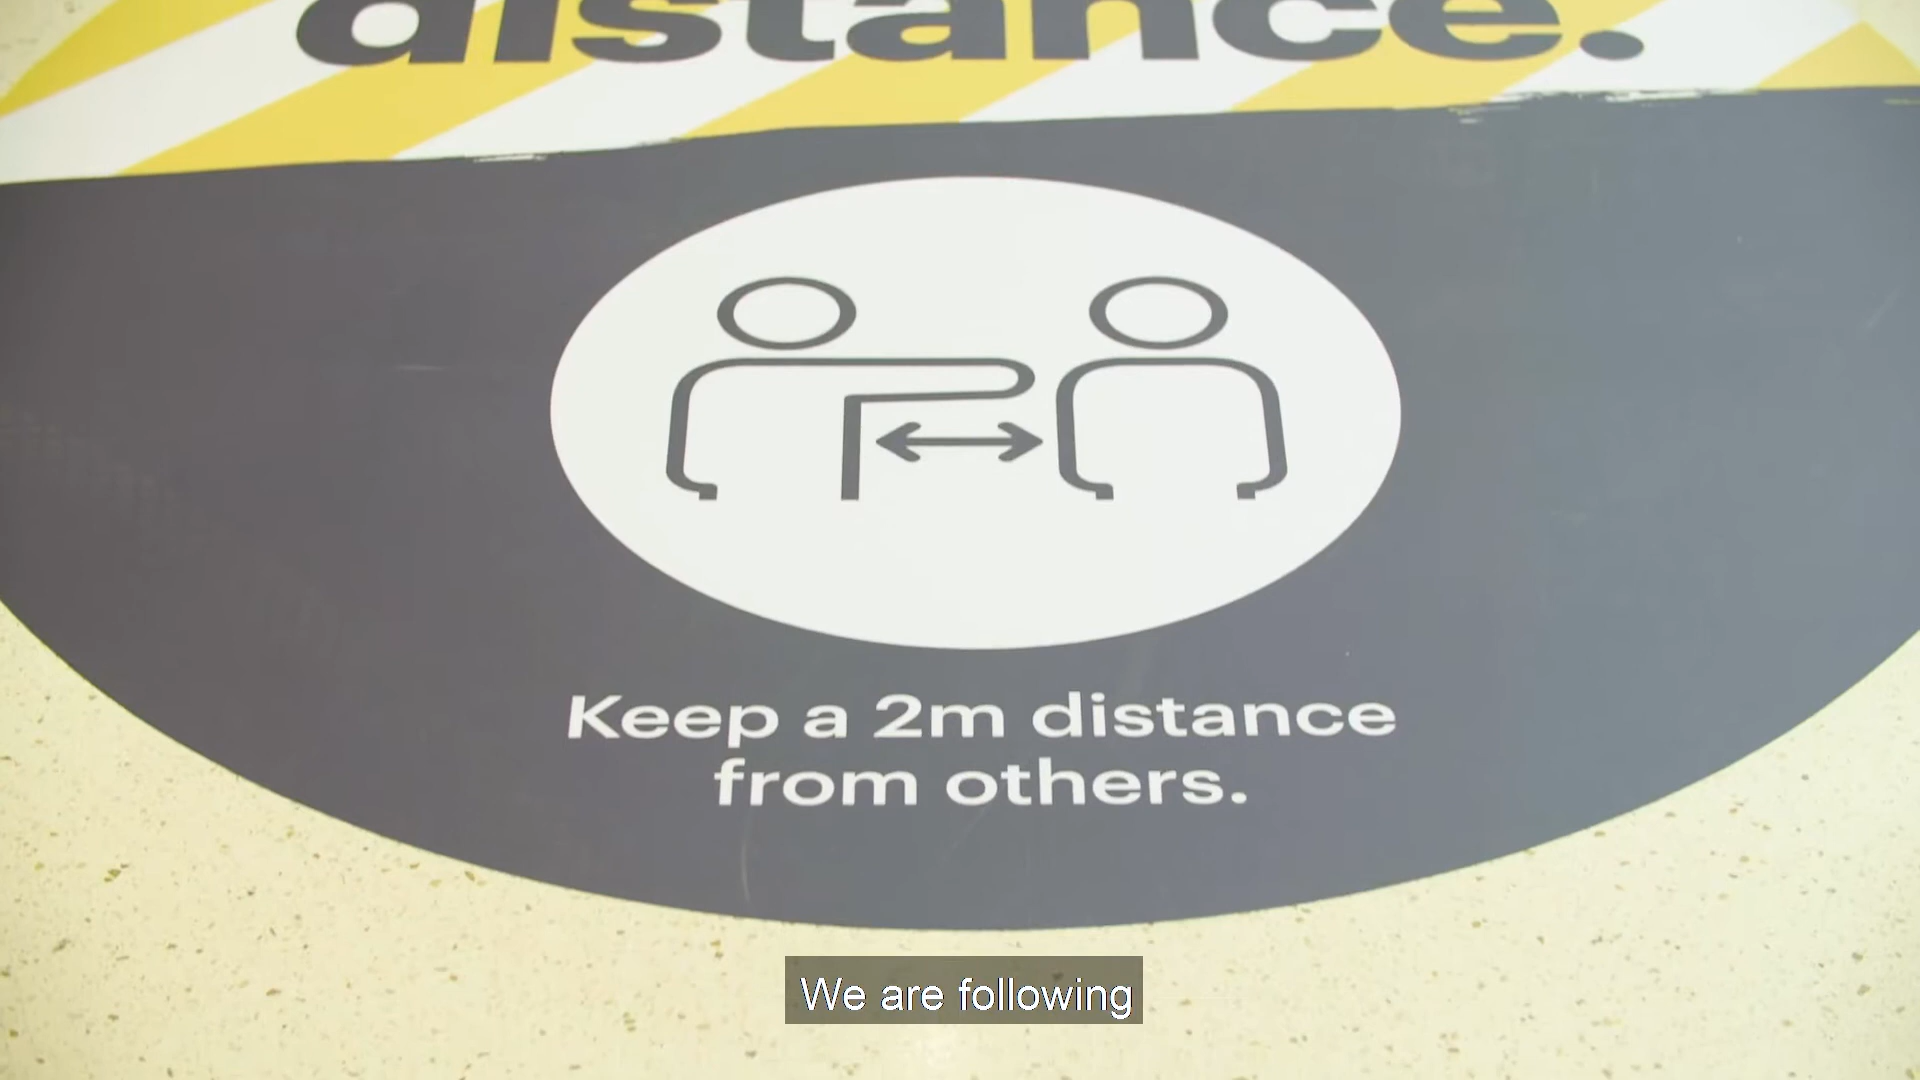 distance.
Keep a 2m distance
from others.
We are following